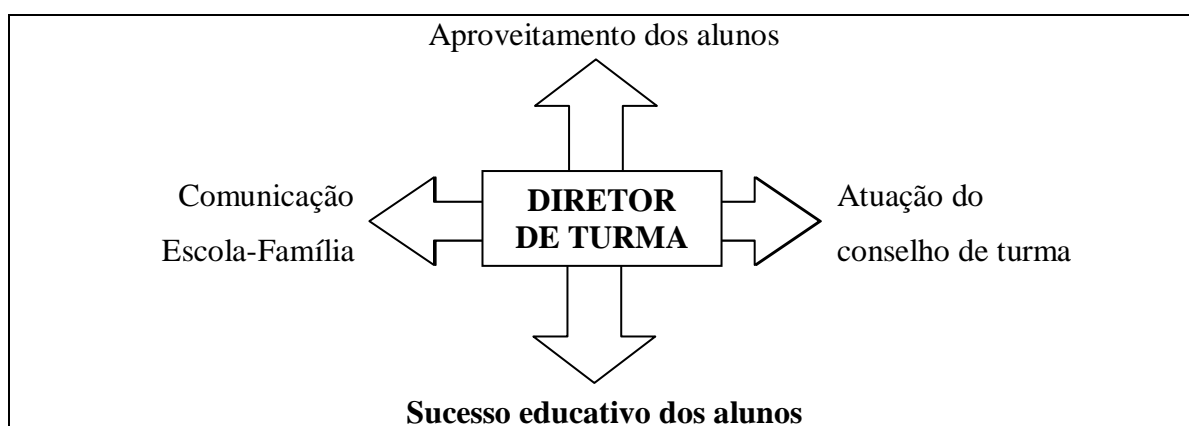 Aproveitamento dos alunos
Comunicação
Escola-Família
DIRETOR
DE TURMA
Atuação do
conselho de turma
Sucesso educativo dos alunos